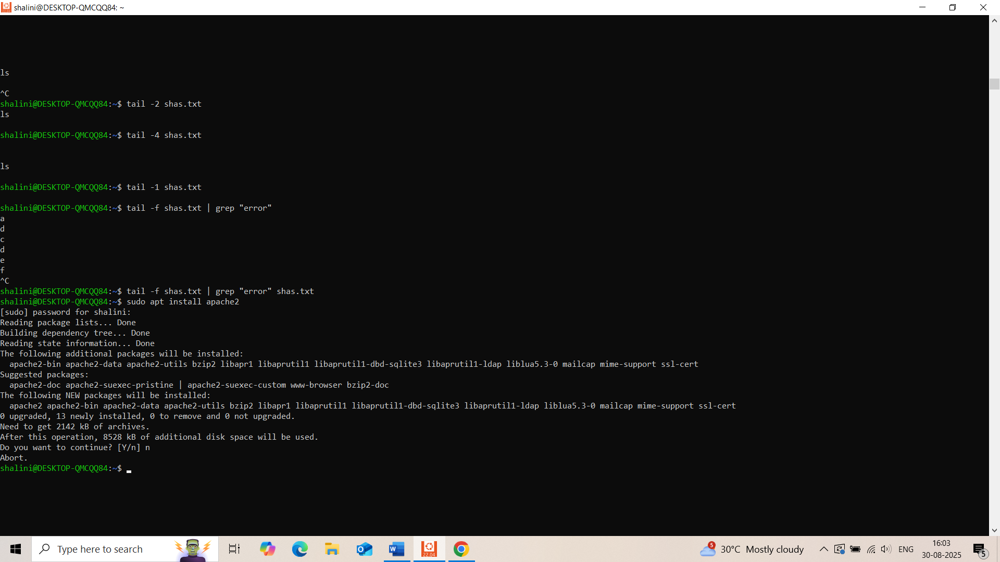 shalini@DESKTOP-QMCQQ84: ~
ls
^C
shalini@DESKTOP-QMCQQ84:~$ tail -2 shas.txt
ls
shalini@DESKTOP-QMCQQ84:~$ tail -4 shas.txt
ls
shalini@DESKTOP-QMCQQ84:~$ tail -1 shas.txt
shalini@DESKTOP-QMCQQ84:~$ tail -f shas.txt | grep "error"
a
d
c
d
e
f
^C
shalini@DESKTOP-QMCQQ84:~$ tail -f shas.txt | grep "error" shas.txt
shalini@DESKTOP-QMCQQ84:~$ sudo apt install apache2
[sudo] password for shalini:
Reading package lists... Done
Building dependency tree... Done
Reading state information... Done
The following additional packages will be installed:
  apache2-bin apache2-data apache2-utils bzip2 libapr1 libaprutil1 libaprutil1-dbd-sqlite3 libaprutil1-ldap liblua5.3-0 mailcap mime-support ssl-cert
Suggested packages:
  apache2-doc apache2-suexec-pristine | apache2-suexec-custom www-browser bzip2-doc
The following NEW packages will be installed:
  apache2 apache2-bin apache2-data apache2-utils bzip2 libapr1 libaprutil1 libaprutil1-dbd-sqlite3 libaprutil1-ldap liblua5.3-0 mailcap mime-support ssl-cert
0 upgraded, 13 newly installed, 0 to remove and 0 not upgraded.
Need to get 2142 kB of archives.
After this operation, 8528 kB of additional disk space will be used.
Do you want to continue? [Y/n] n
Abort.
shalini@DESKTOP-QMCQQ84:~$
Type here to search
22.04
5
30°C Mostly cloudy
ENG
16:03
30-08-2025
5